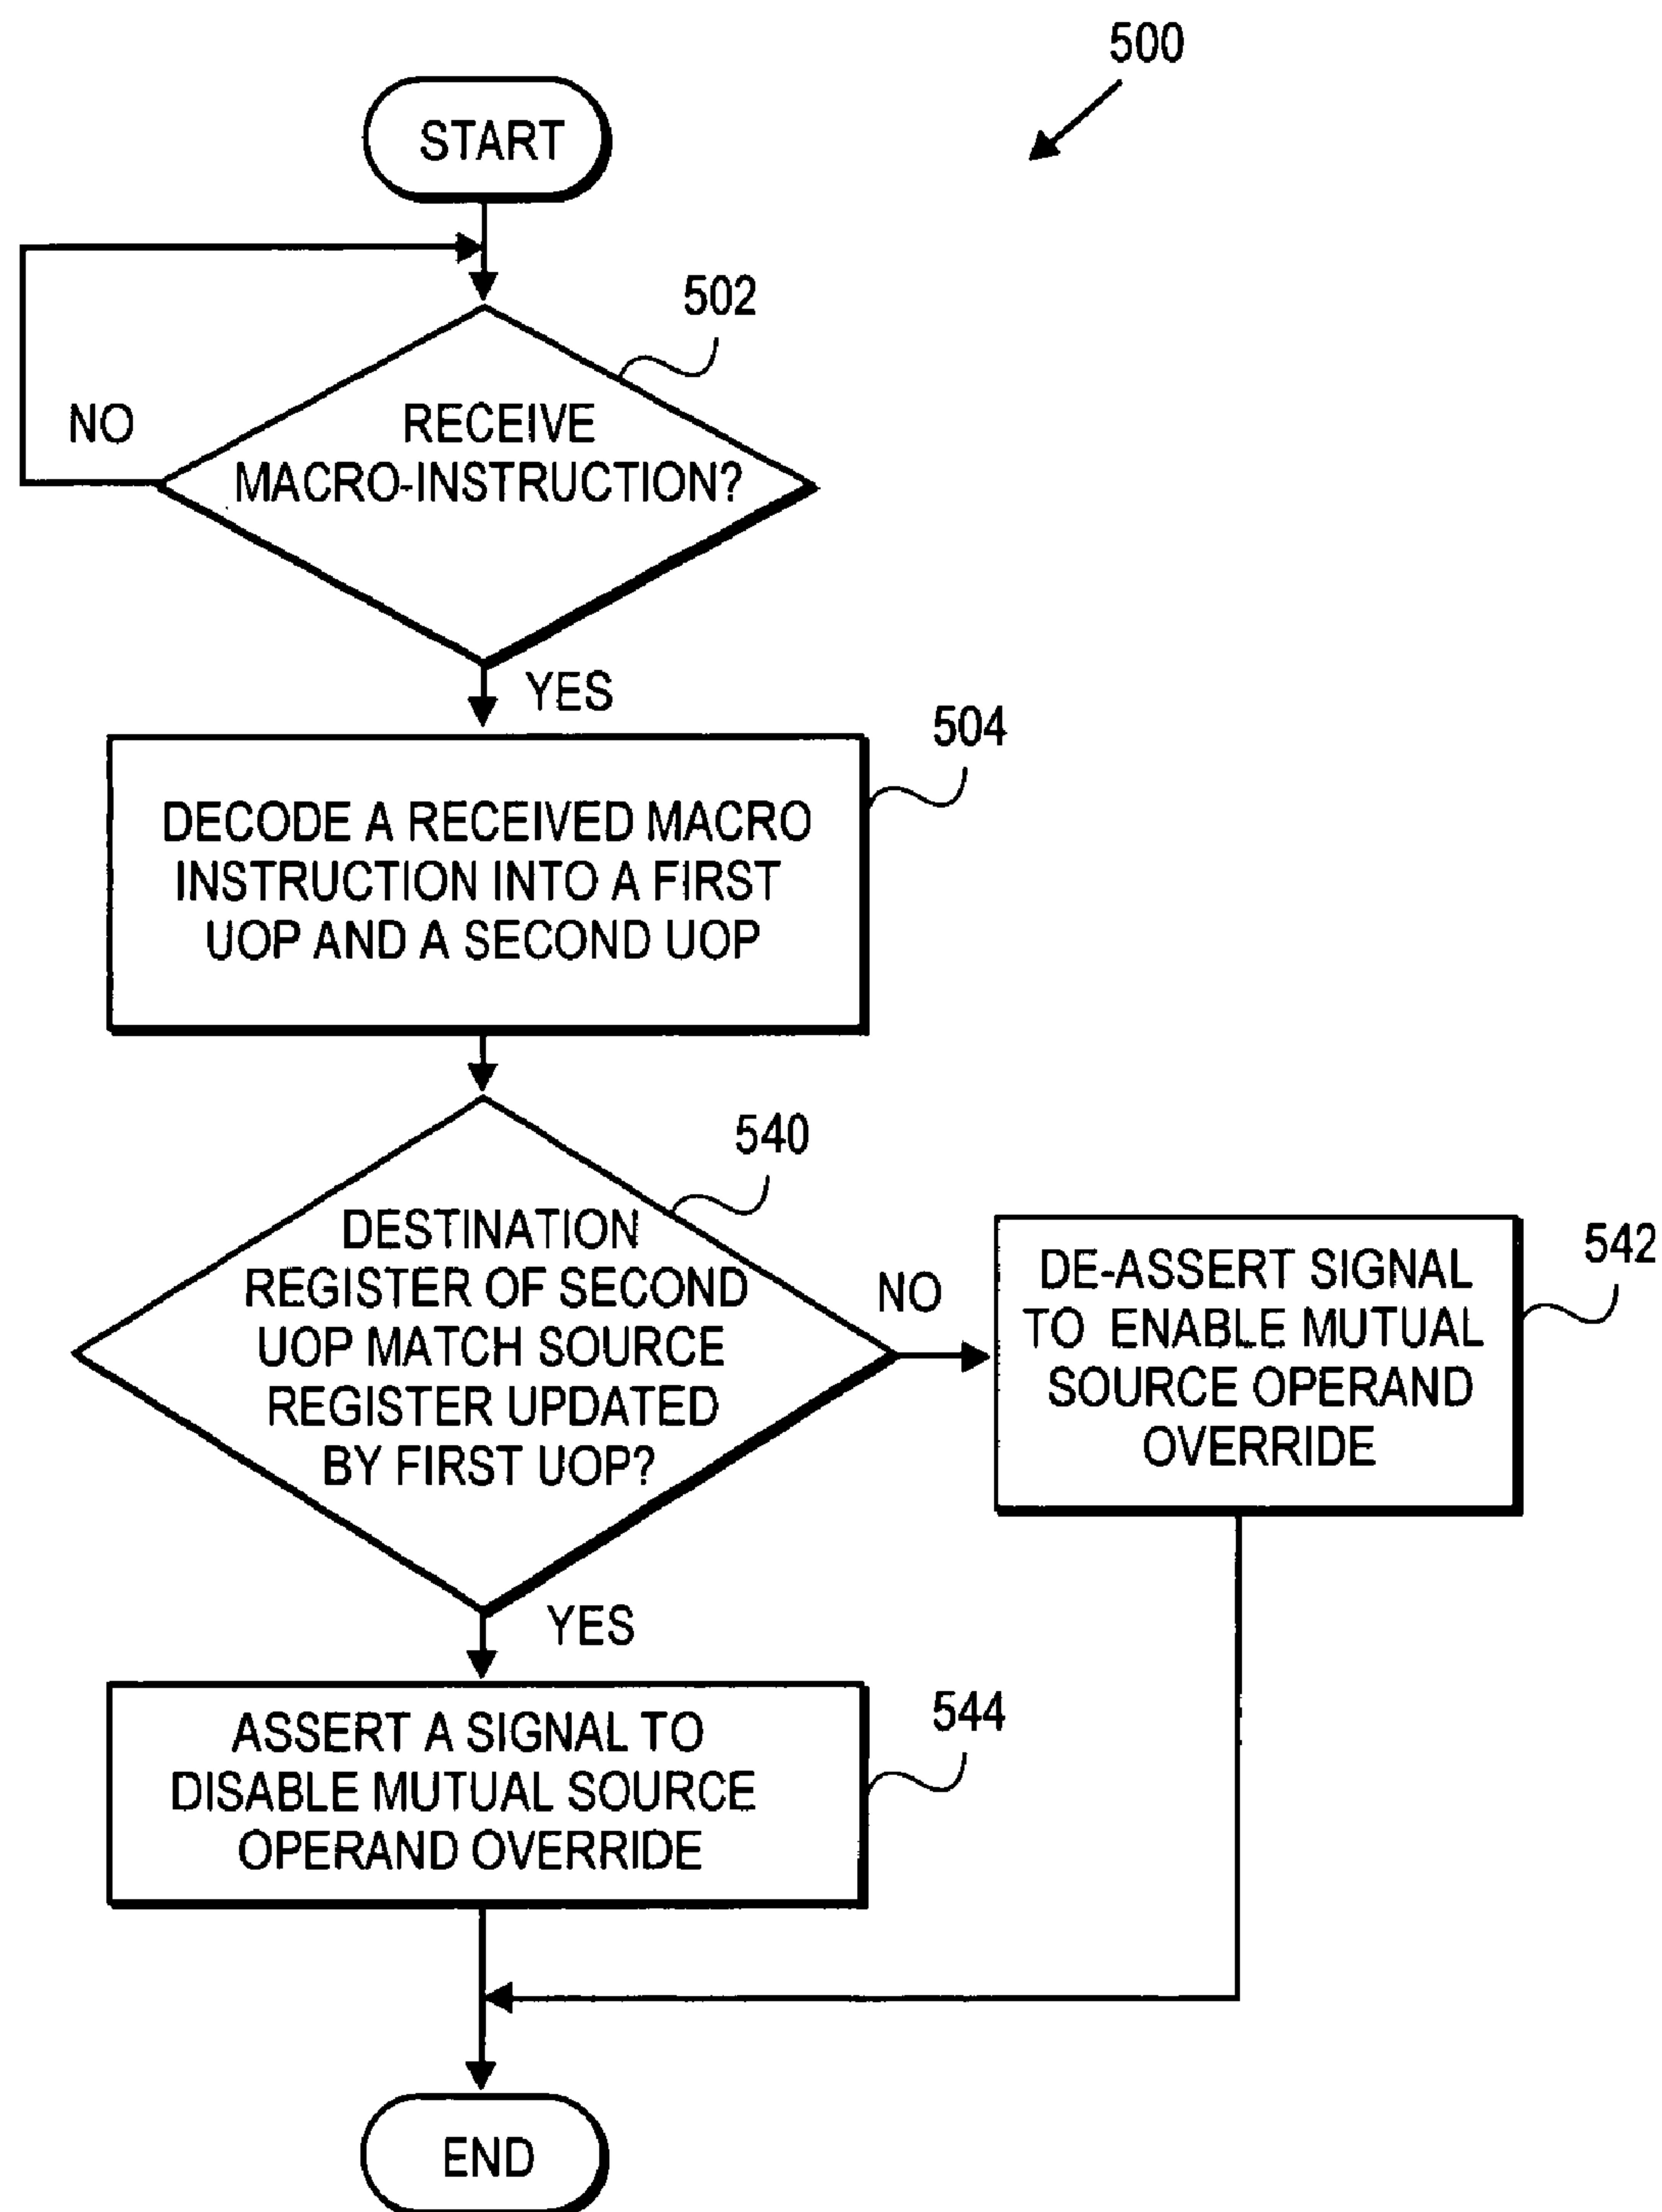 500
START
502
NO
RECEIVE
MACRO-INSTRUCTION?
YES
504
DECODE A RECEIVED MACRO
INSTRUCTION INTO A FIRST
UOP AND A SECOND UOP
540
DESTINATION
REGISTER OF SECOND
UOP MATCH SOURCE
REGISTER UPDATED
BY FIRST UOP?
NO
542
DE-ASSERT SIGNAL
TO ENABLE MUTUAL
SOURCE OPERAND
OVERRIDE
YES
544
ASSERT A SIGNAL TO
DISABLE MUTUAL SOURCE
OPERAND OVERRIDE
END